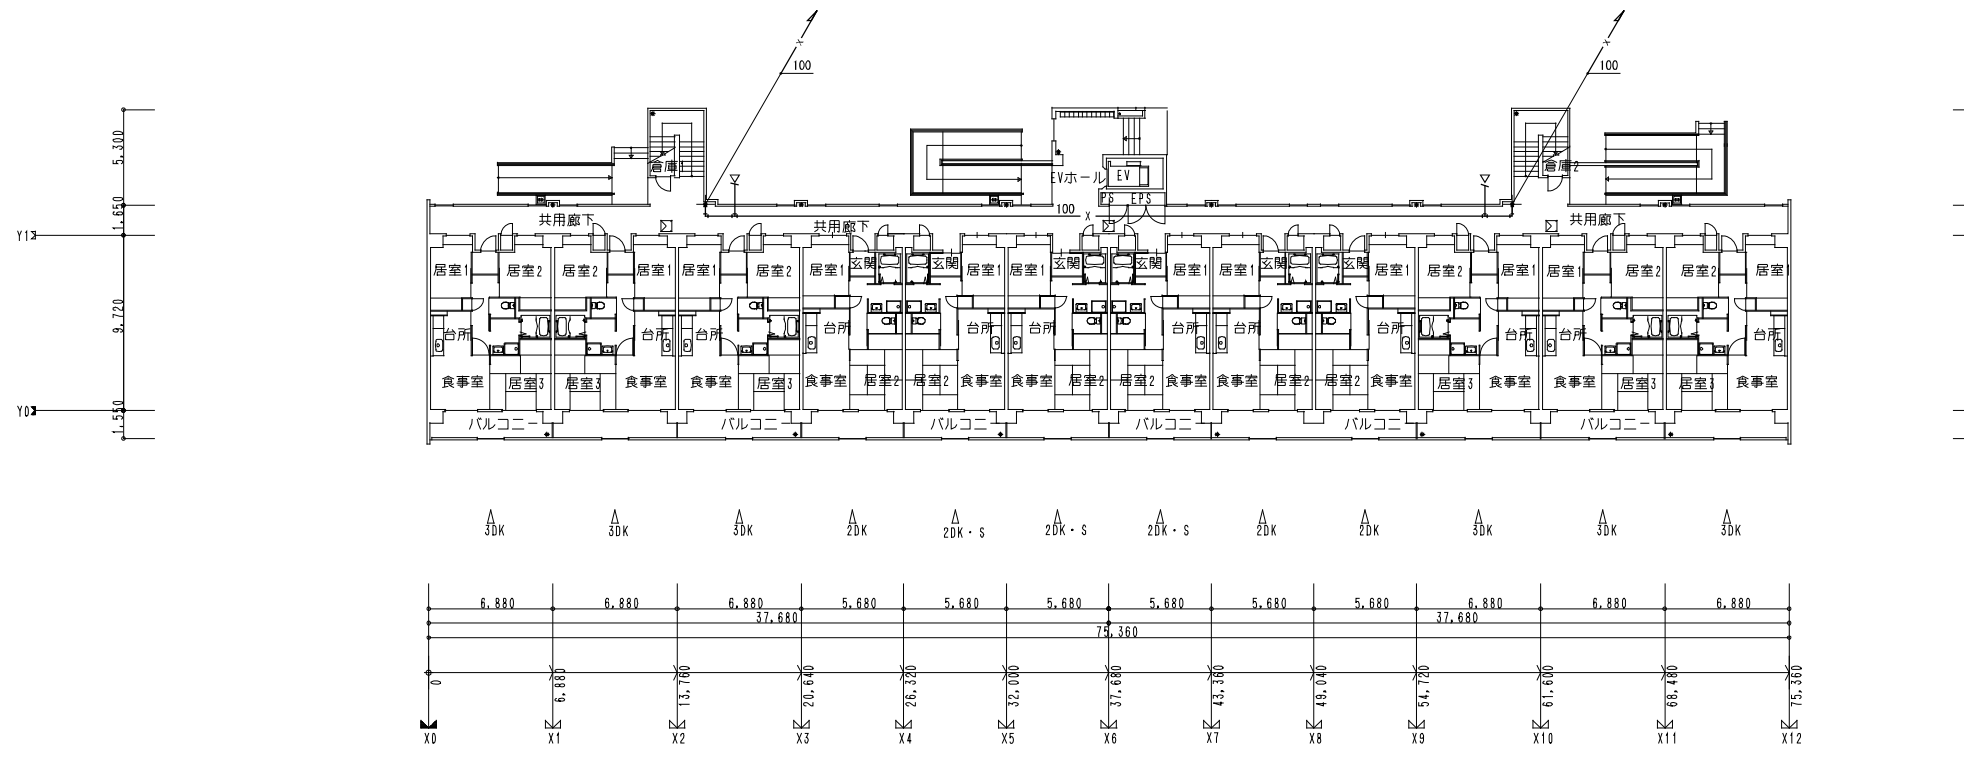 100
100
5,300
倉庫1
倉庫2
EVホール
EV
PS
EPS
1,650
共用廊下
100
共用廊下
共用廊下
Y1
居室1
居室2
居室2
居室1
居室1
居室2
居室1
玄関
玄関
居室1
居室1
玄関
玄関
居室1
居室1
玄関
玄関
居室1
居室2
居室1
居室1
居室2
居室2
居室1
9,720
台所
台所
台所
台所
台所
台所
台所
台所
台所
台所
台所
台所
食事室
居室3
居室3
食事室
食事室
居室3
食事室
居室2
居室2
食事室
食事室
居室2
居室2
食事室
食事室
居室2
居室2
食事室
居室3
食事室
食事室
居室3
居室3
食事室
Y0
1,550
バルコニー
バルコニー
バルコニー
バルコニー
バルコニー
バルコニー
3DK
3DK
3DK
2DK
2DK・S
2DK・S
2DK・S
2DK
2DK
3DK
3DK
3DK
6,880
6,880
6,880
5,680
5,680
5,680
5,680
5,680
5,680
6,880
6,880
6,880
37,680
37,680
75,360
0
6,880
13,760
20,640
26,320
32,000
37,680
43,360
49,040
54,720
61,600
68,480
75,360
X0
X1
X2
X3
X4
X5
X6
X7
X8
X9
X10
X11
X12